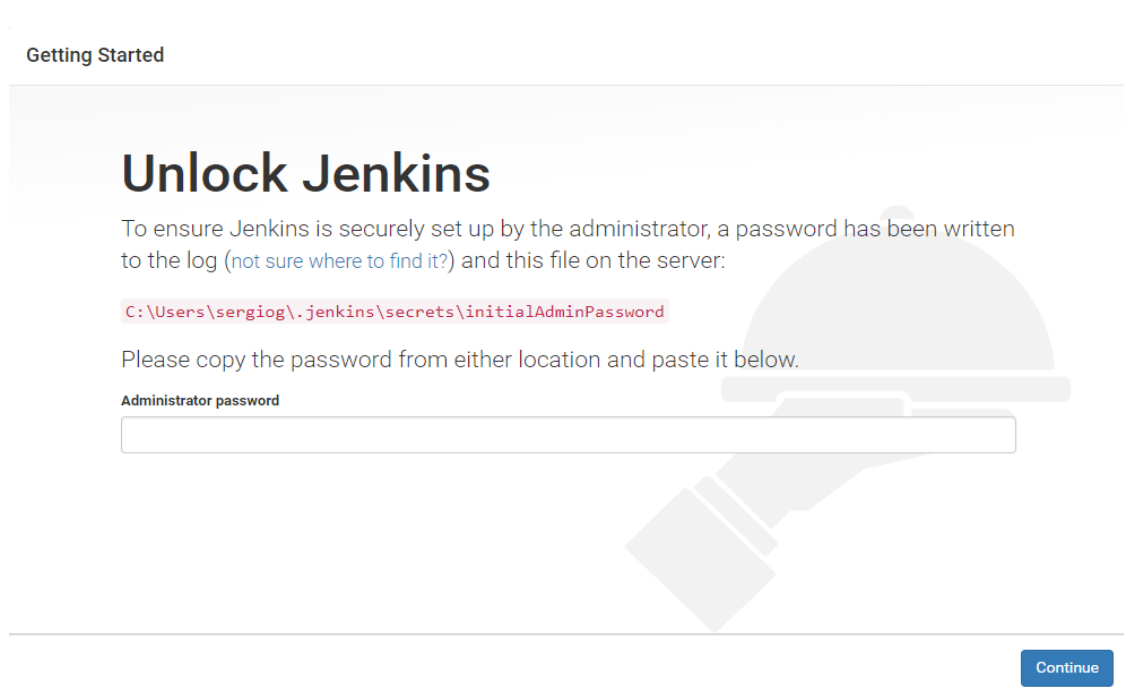 Getting Started
Unlock Jenkins
To ensure Jenkins is securely set up by the administrator, a password has been written
to the log (not sure where to find it?) and this file on the server:
C:\Users\sergiog\.jenkins\secrets\initialAdminPassword
Please copy the password from either location and paste it below.
Administrator password
Continue